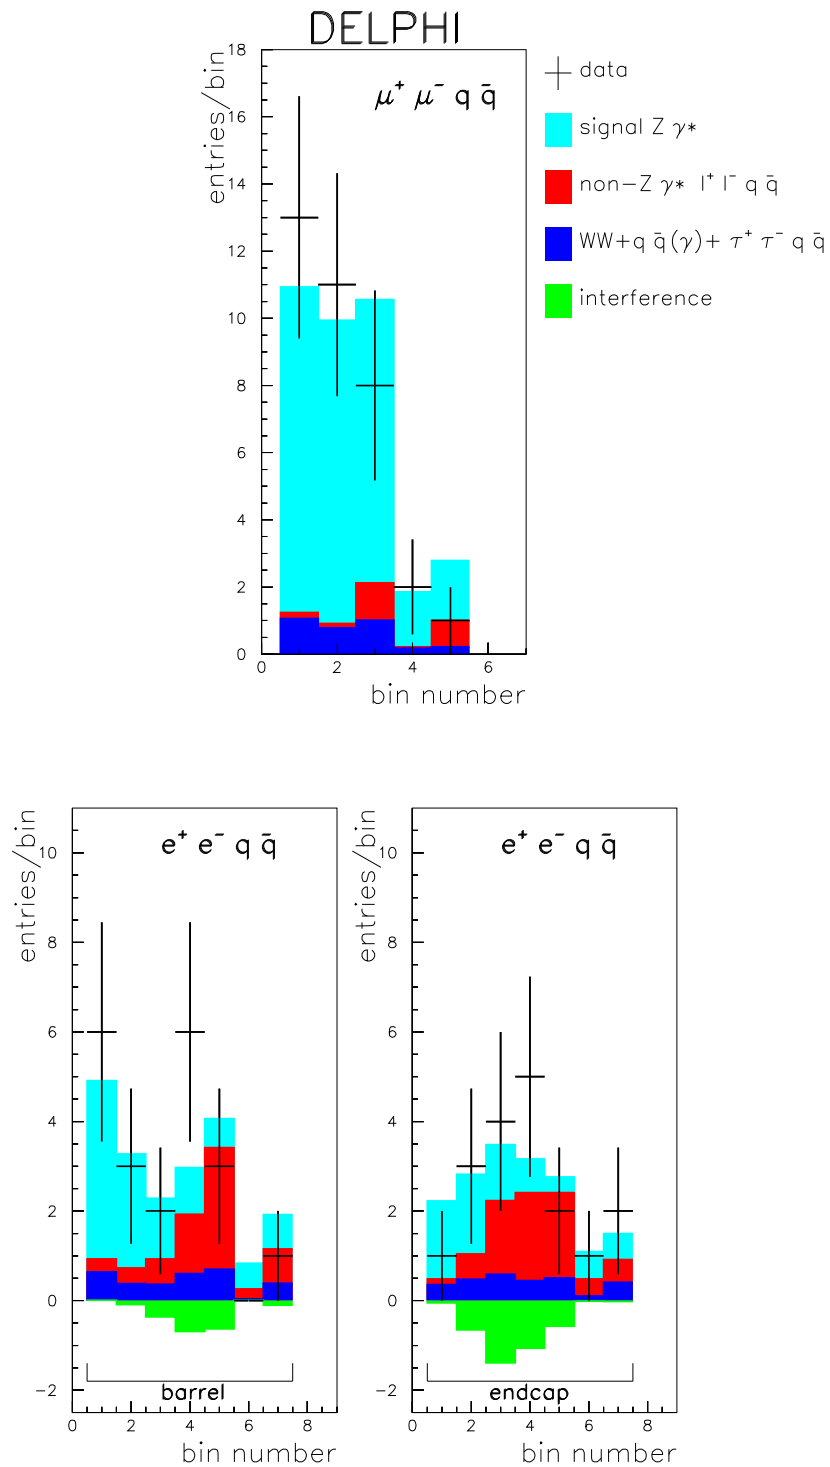 DELPHI
entries/bin
18
16
14
12
10
8
6
4
2
0
μ⁺ μ⁻ q q̄
0 2 4 6
bin number
data
signal Z γ*
non-Z γ* l⁺ l⁻ q q̄
WW+q q̄(γ)+ τ⁺ τ⁻ q q̄
interference
entries/bin
10
8
6
4
2
0
-2
e⁺ e⁻ q q̄
barrel
0 2 4 6 8
bin number
entries/bin
10
8
6
4
2
0
-2
e⁺ e⁻ q q̄
endcap
0 2 4 6 8
bin number